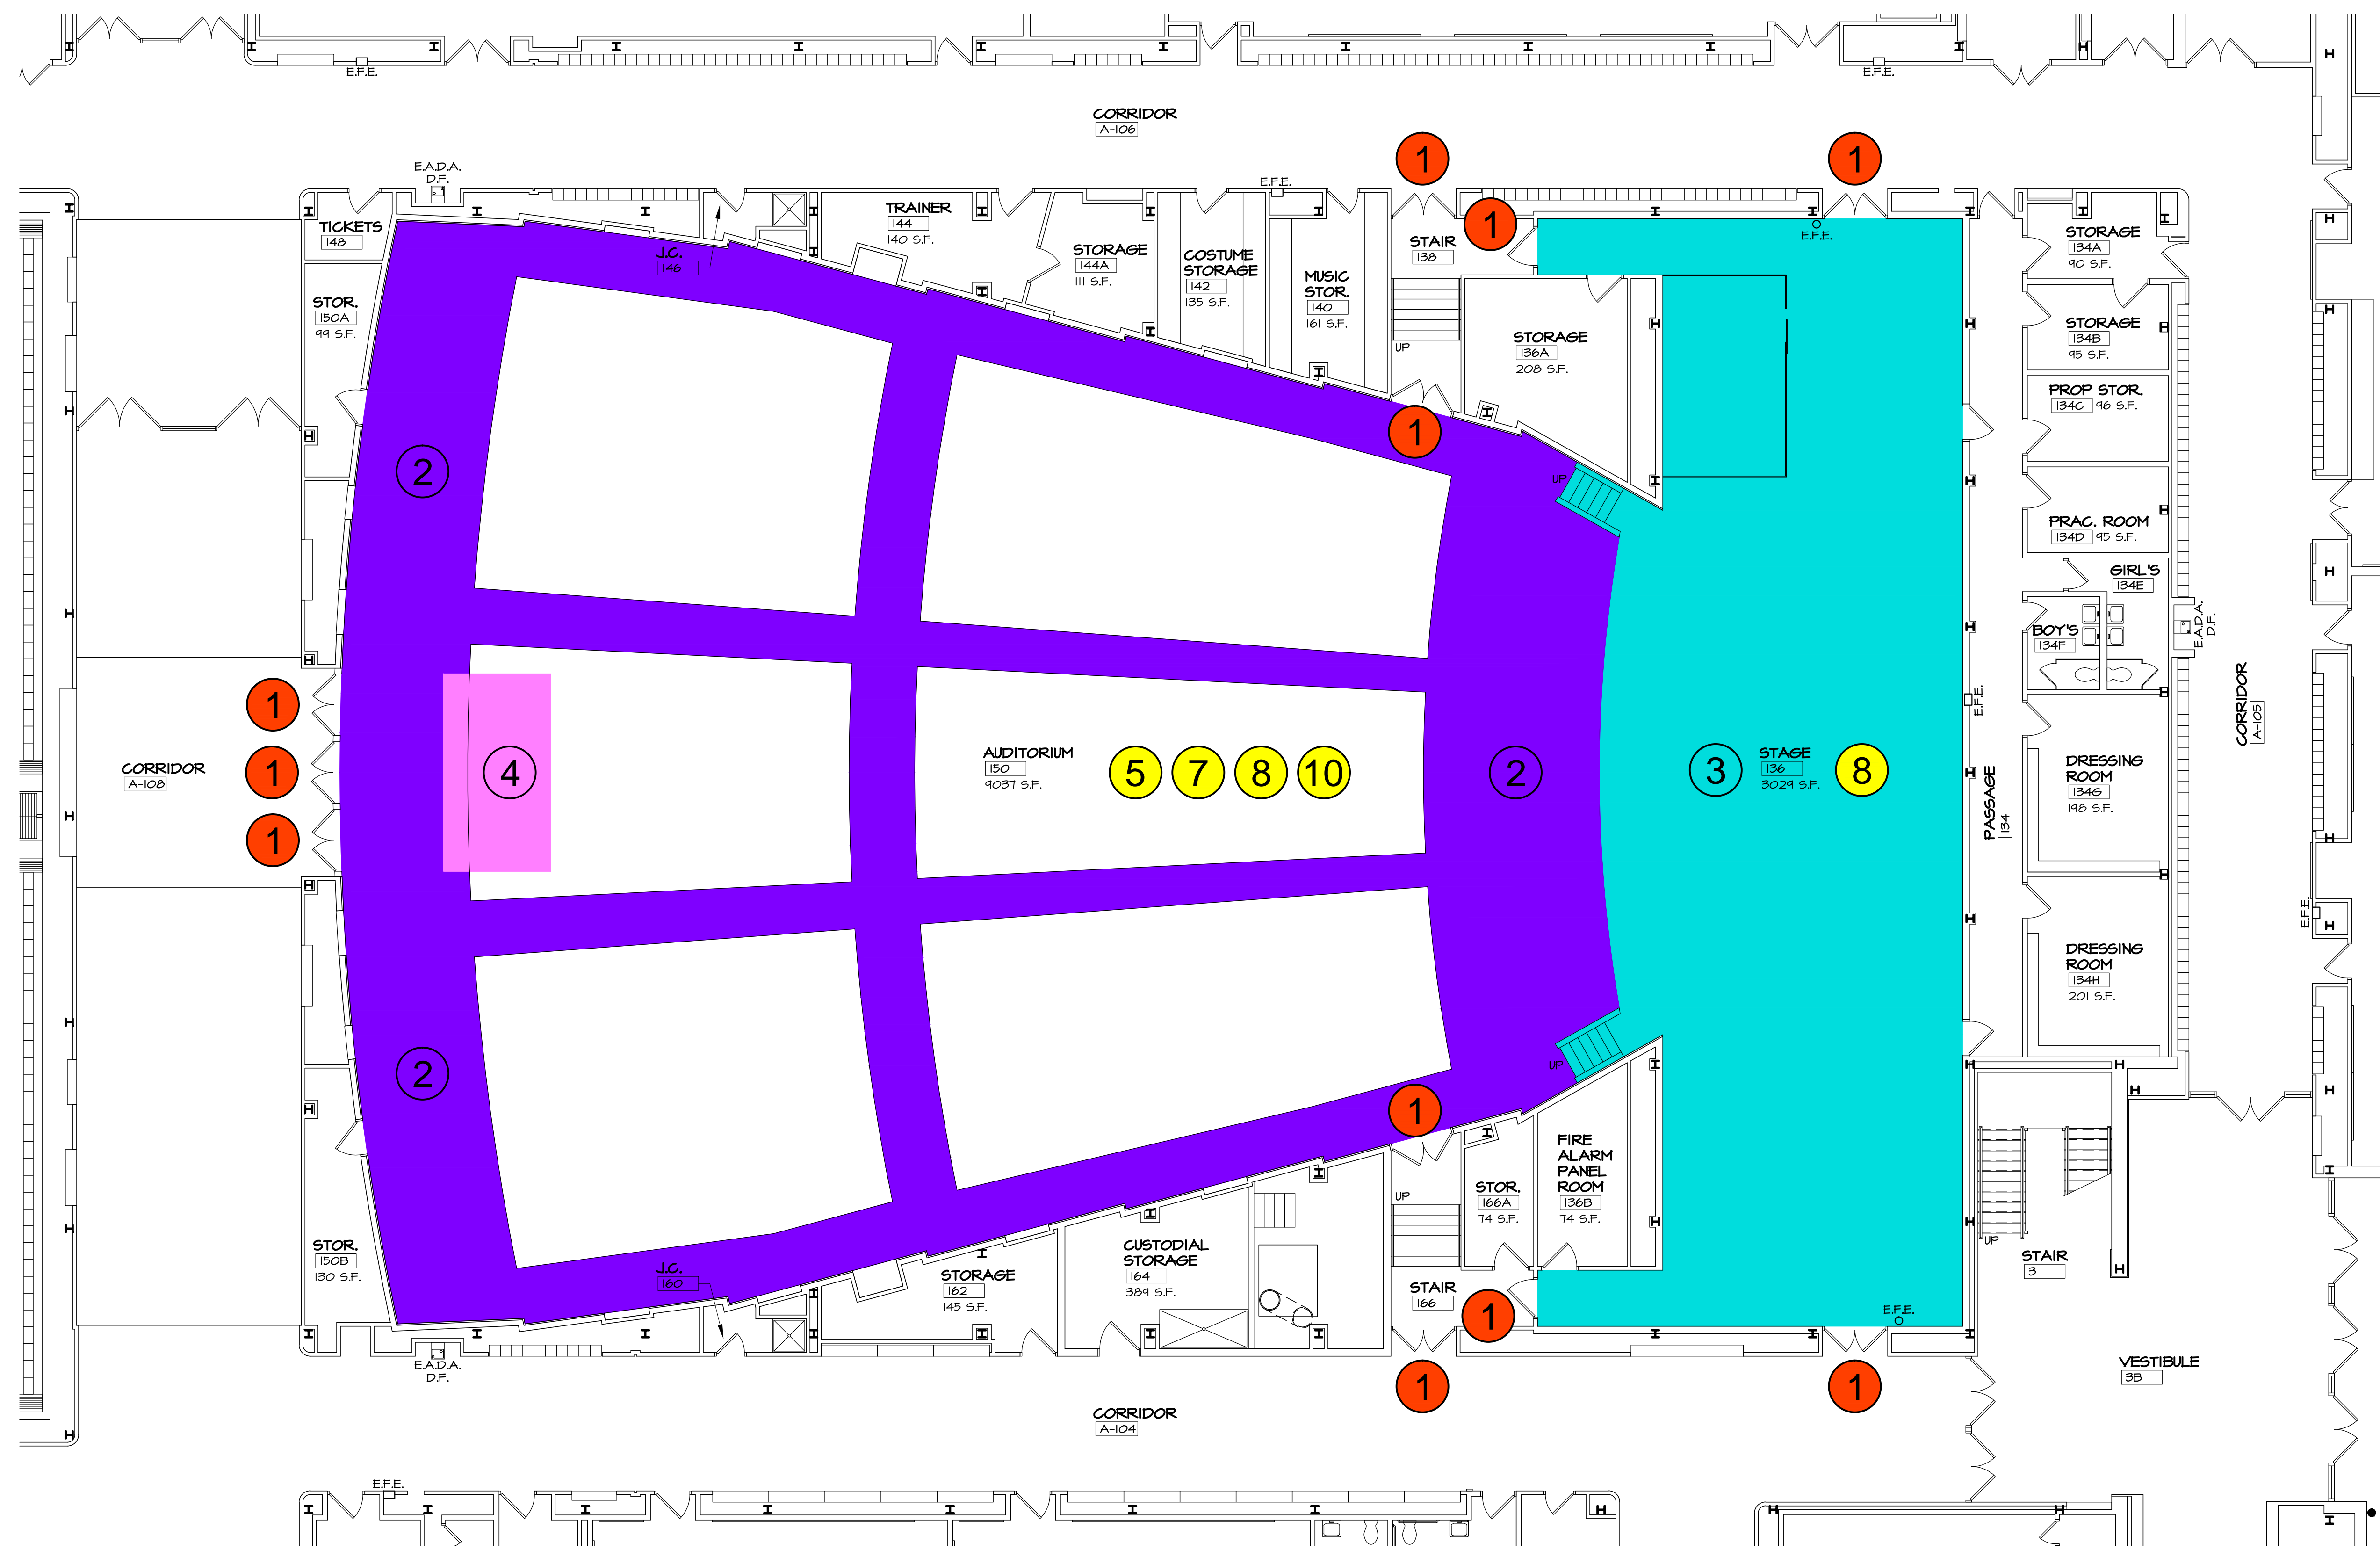 E.F.E.
E.F.E.
CORRIDOR
A-106
1
1
E.A.D.A.
D.F.
E.F.E.
TICKETS
148
TRAINER
144
140 S.F.
1
E.F.E.
STAIR
138
STORAGE
134A
90 S.F.
J.C.
146
STORAGE
144A
111 S.F.
COSTUME
STORAGE
142
135 S.F.
MUSIC
STOR.
140
161 S.F.
STOR.
150A
99 S.F.
UP
STORAGE
136A
208 S.F.
STORAGE
134B
95 S.F.
PROP STOR.
134C 96 S.F.
1
2
UP
PRAC. ROOM
134D 95 S.F.
GIRL'S
134E
BOY'S
134F
E.A.D.A.
D.F.
1
E.F.E.
CORRIDOR
A-105
CORRIDOR
A-108
1
4
AUDITORIUM
150
9037 S.F.
5 7 8 10
2
3
STAGE
136
3029 S.F.
8
PASSAGE
134
DRESSING
ROOM
134G
198 S.F.
1
E.F.E.
DRESSING
ROOM
134H
201 S.F.
2
UP
1
FIRE
ALARM
PANEL
ROOM
136B
74 S.F.
STOR.
166A
74 S.F.
UP
STOR.
150B
130 S.F.
J.C.
160
STORAGE
162
145 S.F.
CUSTODIAL
STORAGE
164
389 S.F.
STAIR
166
1
E.F.E.
UP
STAIR
3
E.A.D.A.
D.F.
1
1
VESTIBULE
3B
CORRIDOR
A-104
E.F.E.